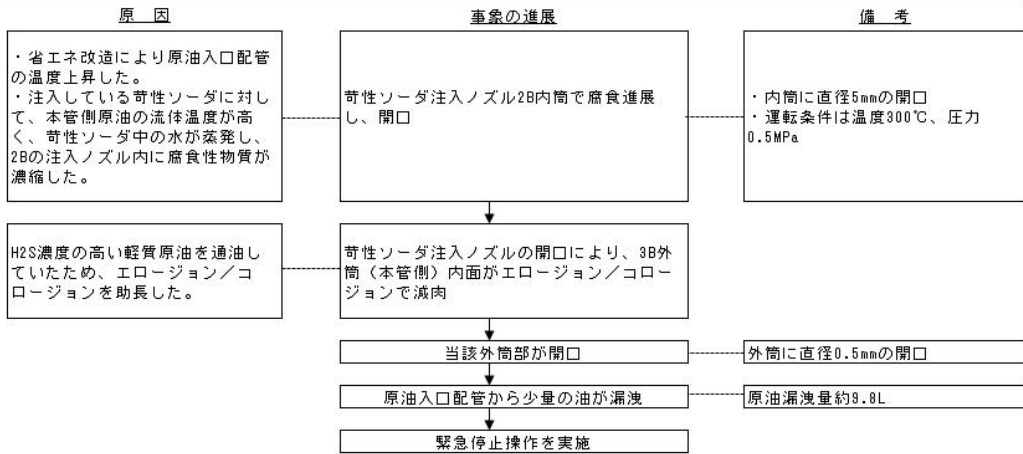 原　因
事象の進展
備　考
・省エネ改造により原油入口配管
の温度上昇した。
・注入している苛性ソーダに対し
て、本管側原油の流体温度が高
く、苛性ソーダ中の水が蒸発し、
2Bの注入ノズル内に腐食性物質が
濃縮した。
苛性ソーダ注入ノズル2B内筒で腐食進展
し、開口
・内筒に直径5mmの開口
・運転条件は温度300℃、圧力
0.5MPa
H2S濃度の高い軽質原油を通油し
ていたため、エロージョン／コ
ロージョンを助長した。
苛性ソーダ注入ノズルの開口により、3B外
筒（本管側）内面がエロージョン／コロー
ジョンで減肉
当該外筒部が開口
外筒に直径0.5mmの開口
原油入口配管から少量の油が漏洩
原油漏洩量約9.8L
緊急停止操作を実施